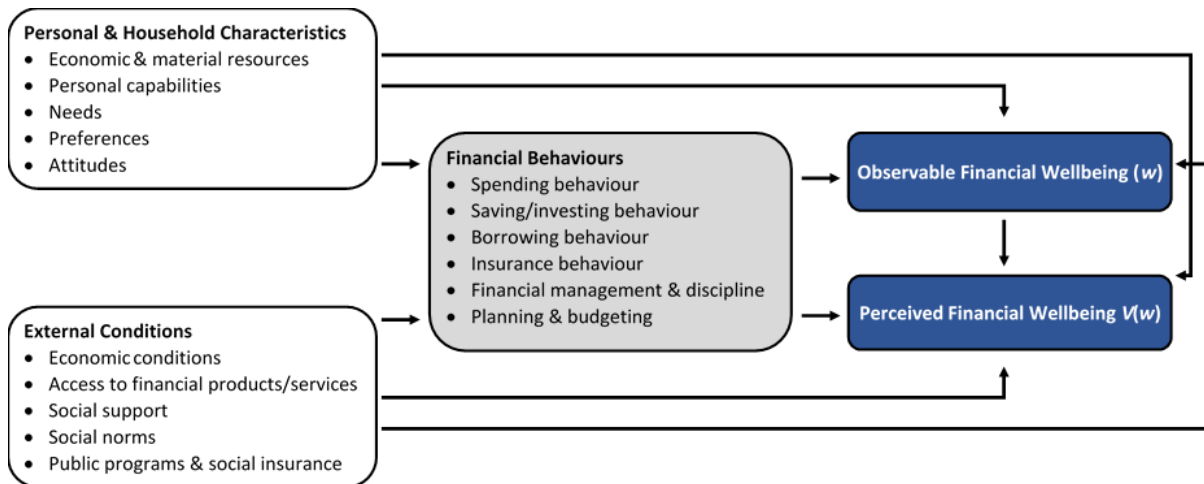 Personal & Household Characteristics
• Economic & material resources
• Personal capabilities
• Needs
• Preferences
• Attitudes
External Conditions
• Economic conditions
• Access to financial products/services
• Social support
• Social norms
• Public programs & social insurance
Financial Behaviours
• Spending behaviour
• Saving/investing behaviour
• Borrowing behaviour
• Insurance behaviour
• Financial management & discipline
• Planning & budgeting
Observable Financial Wellbeing (w)
Perceived Financial Wellbeing V(w)